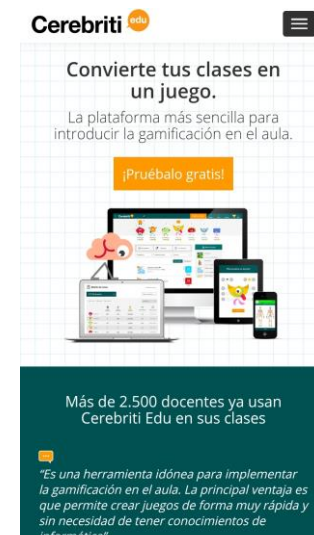 Cerebriti edu
Convierte tus clases en
un juego.
La plataforma más sencilla para
introducir la gamificación en el aula.
¡Pruébalo gratis!
Más de 2.500 docentes ya usan
Cerebriti Edu en sus clases
"Es una herramienta idónea para implementar
la gamificación en el aula. La principal ventaja es
que permite crear juegos de forma muy rápida y
sin necesidad de tener conocimientos de